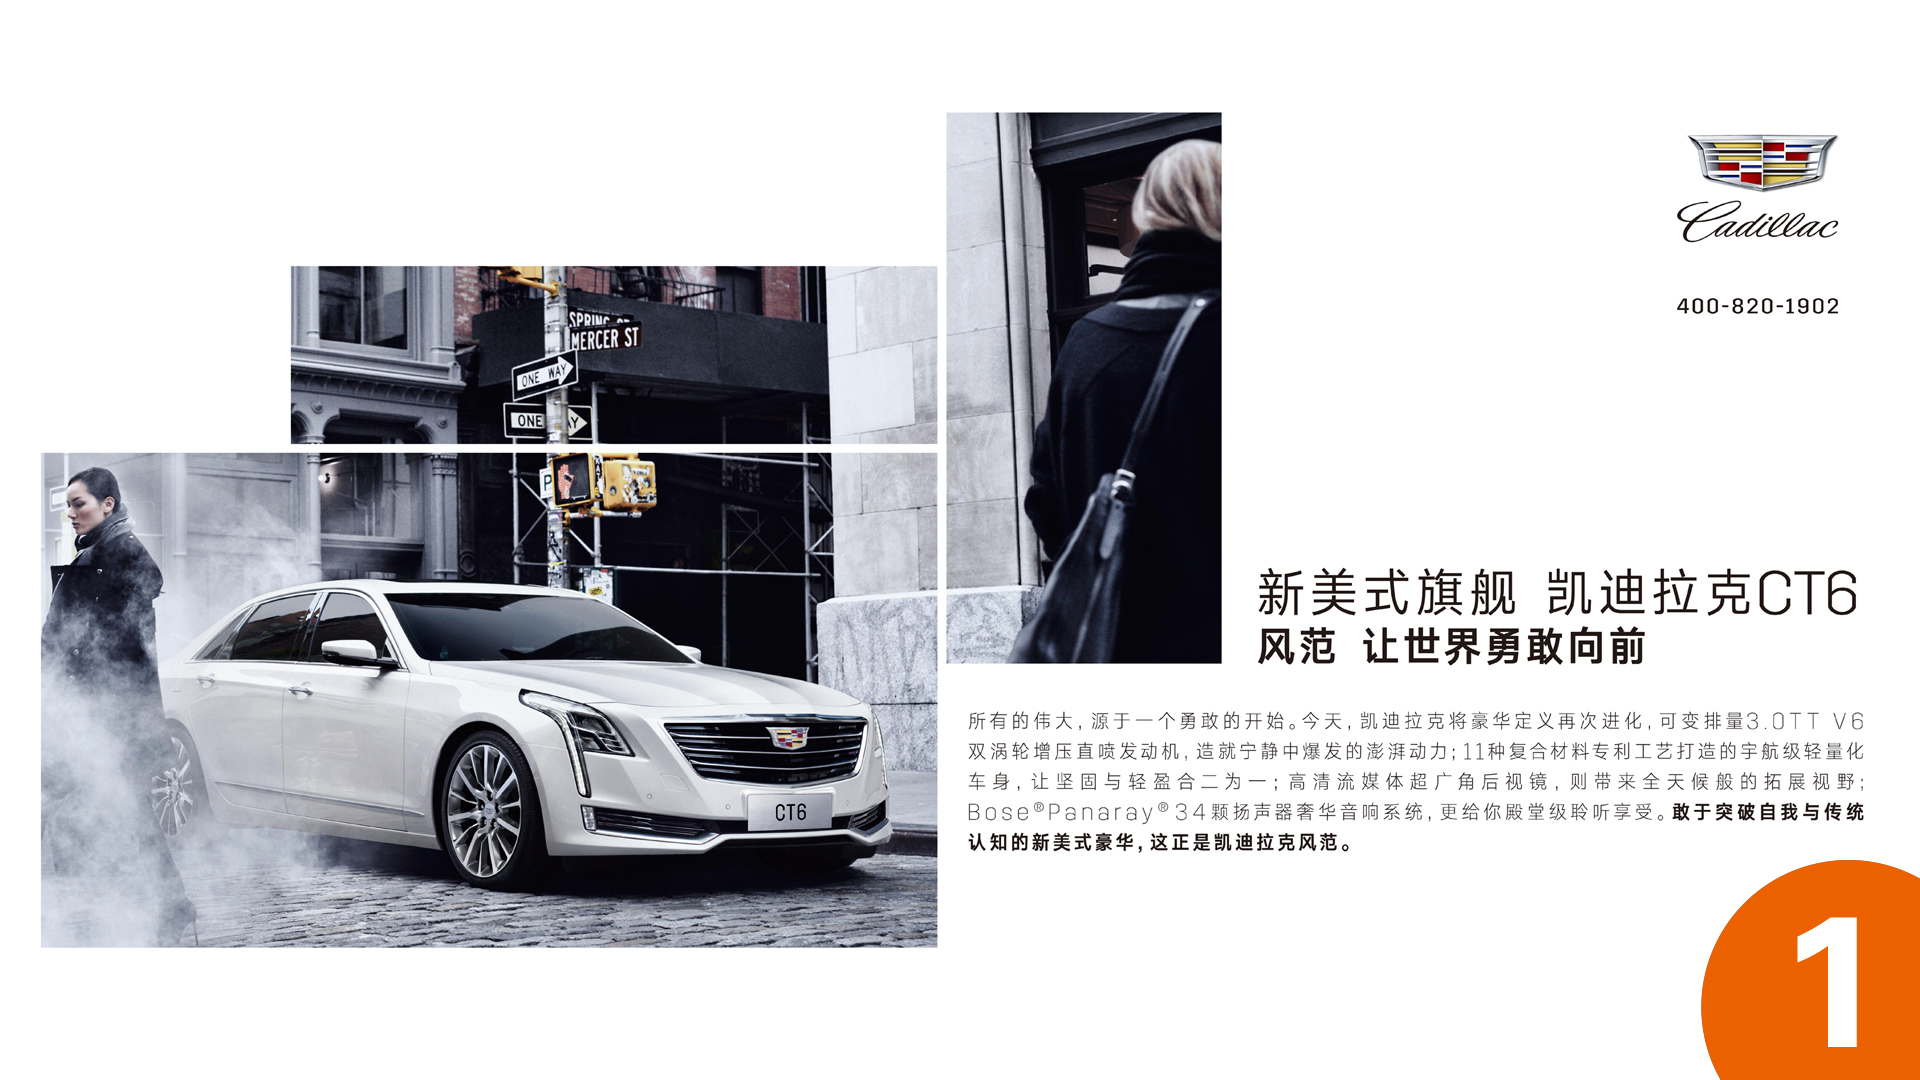 Cadillac
400-820-1902
SPRING ST
MERCER ST
ONE WAY
ONE WAY
P
CT6
新美式旗舰 凯迪拉克CT6
风范 让世界勇敢向前
所有的伟大,源于一个勇敢的开始。今天,凯迪拉克将豪华定义再次进化,可变排量3.0TT V6
双涡轮增压直喷发动机,造就宁静中爆发的澎湃动力;11种复合材料专利工艺打造的宇航级轻量化
车身,让坚固与轻盈合二为一;高清流媒体超广角后视镜,则带来全天候般的拓展视野;
Bose®Panaray®34颗扬声器奢华音响系统,更给你殿堂级聆听享受。敢于突破自我与传统
认知的新美式豪华,这正是凯迪拉克风范。
1